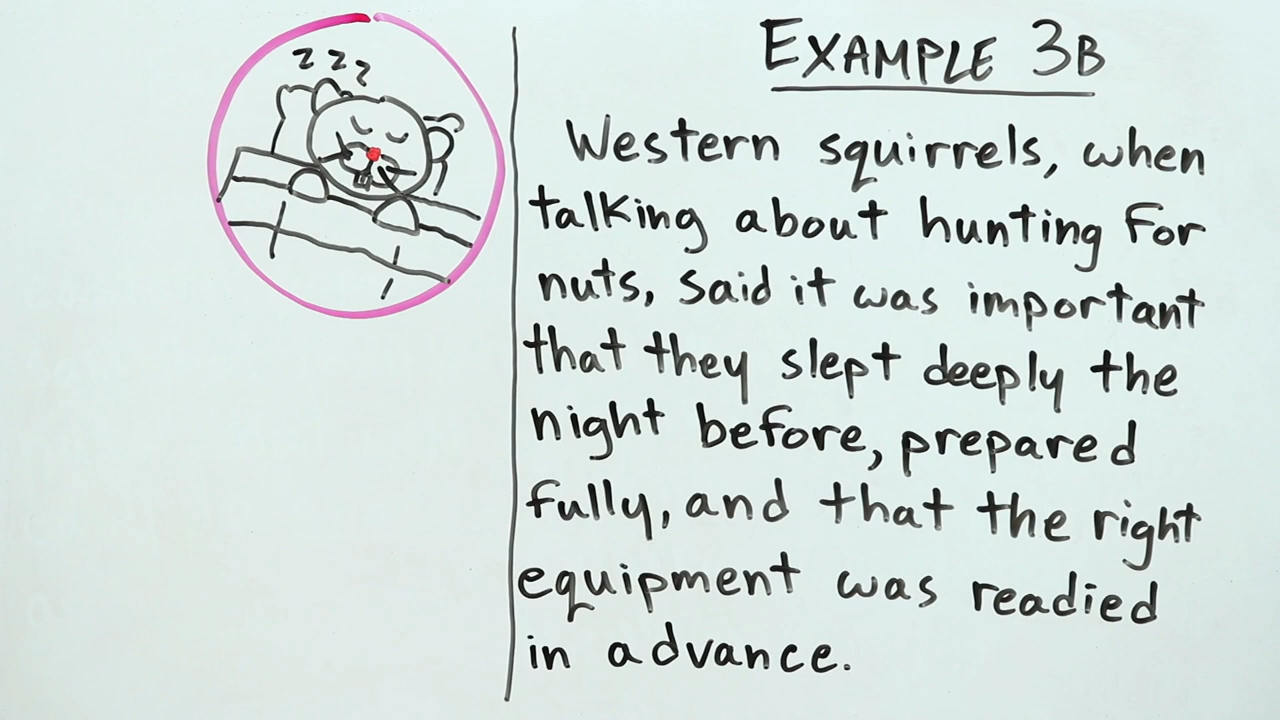 z z z
EXAMPLE 3B
Western squirrels, when
talking about hunting for
nuts, said it was important
that they slept deeply the
night before, prepared
fully, and that the right
equipment was readied
in advance.